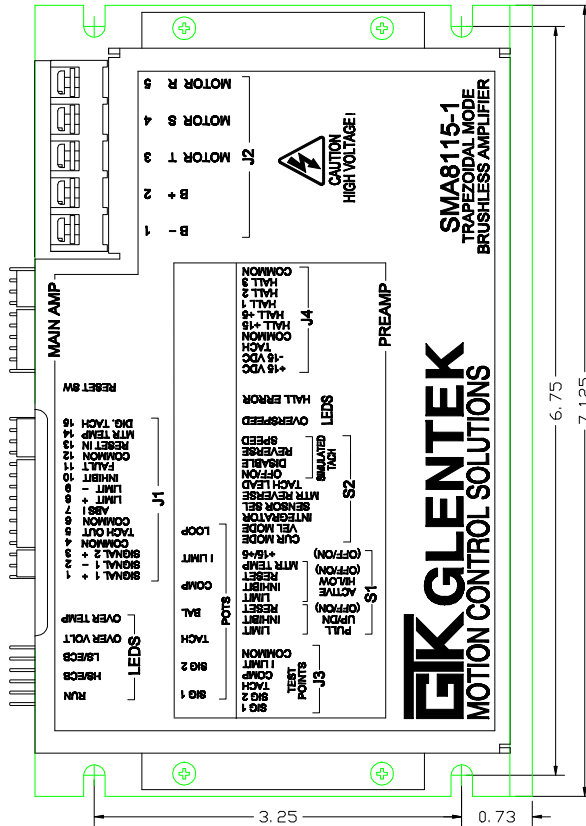 MAIN AMP
RUN
HS/ECB
LS/ECB
OVER VOLT
OVER TEMP
LEDS
SIGNAL 1 + 1
SIGNAL 1 - 2
SIGNAL 2 + 3
COMMON 4
TACH OUT 5
COMMON 6
ABS I 7
LIMIT + 8
LIMIT - 9
INHIBIT 10
FAULT 11
COMMON 12
RESET IN 13
MTR TEMP 14
DIG. TACH 15
J1
RESET SW
B - 1
B + 2
MOTOR T 3
MOTOR S 4
MOTOR R 5
J2
CAUTION
HIGH VOLTAGE!
SIG 1
SIG 2
TACH
BAL
COMP
I LIMIT
LOOP
POTS
SIG 1
SIG 2
TACH
COMP
I LIMIT
COMMON
TEST
POINTS
J3
LIMIT
INHIBIT
RESET
LIMIT
INHIBIT
RESET
MTR TEMP
+15/+5
PULL
UP/DN
(OFF/ON)
ACTIVE
HI/LOW
(OFF/ON)
(OFF/ON)
S1
CUR MODE
VEL MODE
INTEGRATOR
SENSOR SEL
MTR REVERSE
TACH LEAD
OFF/ON
DISABLE
REVERSE
SPEED
SIMULATED
TACH
S2
OVERSPEED
HALL ERROR
LEDS
+15 VDC
-15 VDC
TACH
COMMON
HALL +15
HALL +5
HALL 1
HALL 2
HALL 3
COMMON
J4
PREAMP
GTK GLENTEK
MOTION CONTROL SOLUTIONS
SMA8115-1
TRAPEZOIDAL MODE
BRUSHLESS AMPLIFIER
6.75
7.125
3.25
0.73